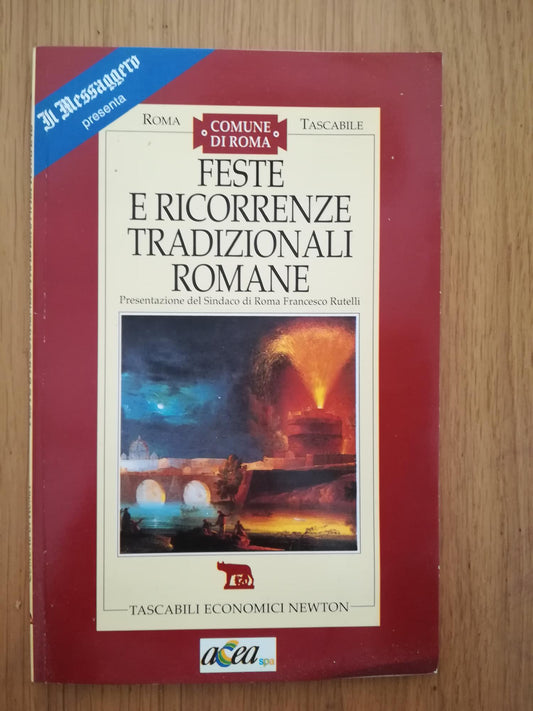 Il Messaggero
presenta
ROMA
COMUNE
DI ROMA
TASCABILE
FESTE
E RICORRENZE
TRADIZIONALI
ROMANE
Presentazione del Sindaco di Roma Francesco Rutelli
TASCABILI ECONOMICI NEWTON
acea spa